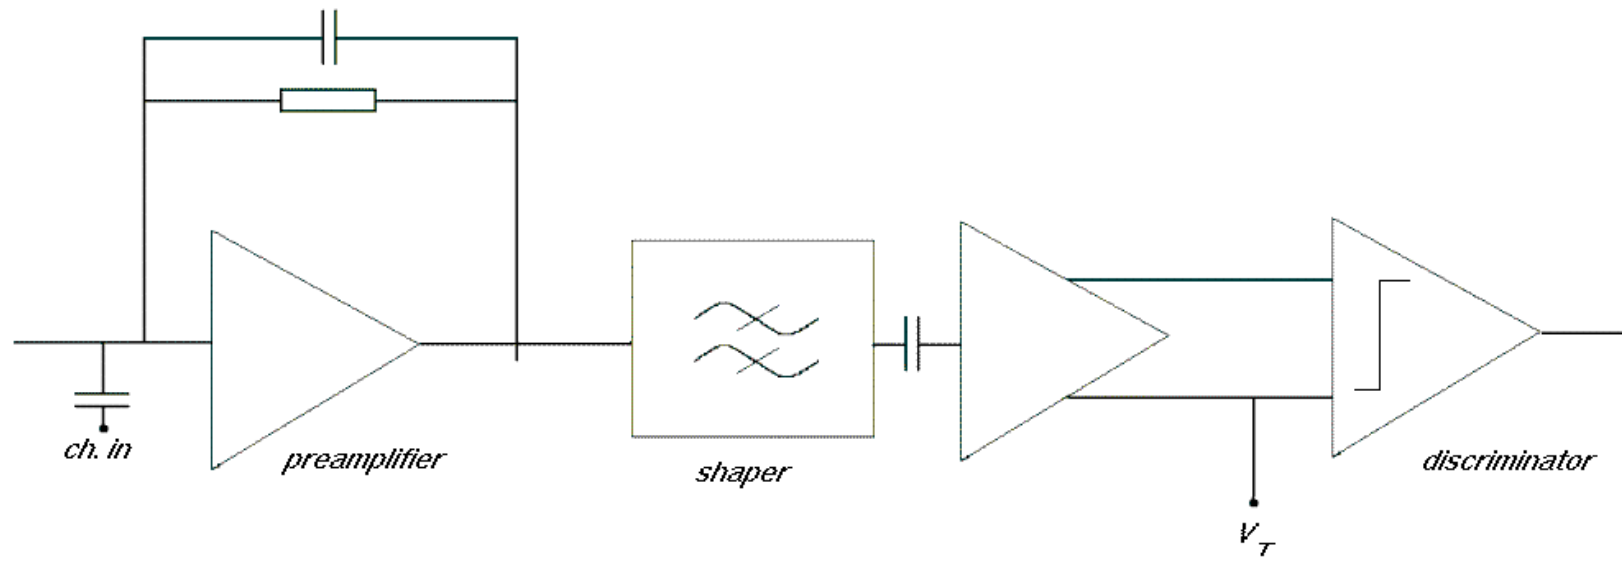 ch. in
preamplifier
shaper
discriminator
V_T